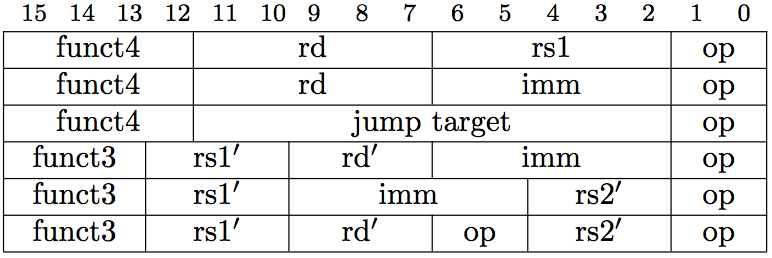 15 14 13 12 11 10 9 8 7 6 5 4 3 2 1 0
funct4 rd rs1 op
funct4 rd imm op
funct4 jump target op
funct3 rs1′ rd′ imm op
funct3 rs1′ imm rs2′ op
funct3 rs1′ rd′ op rs2′ op